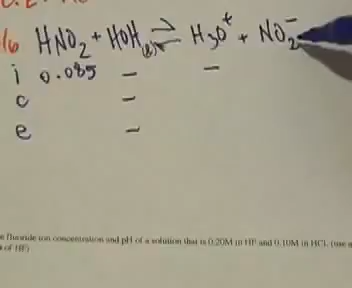 HNO₂ + HOH(l) ⇌ H₃O⁺ + NO₂⁻
i 0.085 – –
c –
e –
fluoride ion concentration and pH of a solution that is 0.20M in HF and 0.10M in HCl. (use a
of HF)